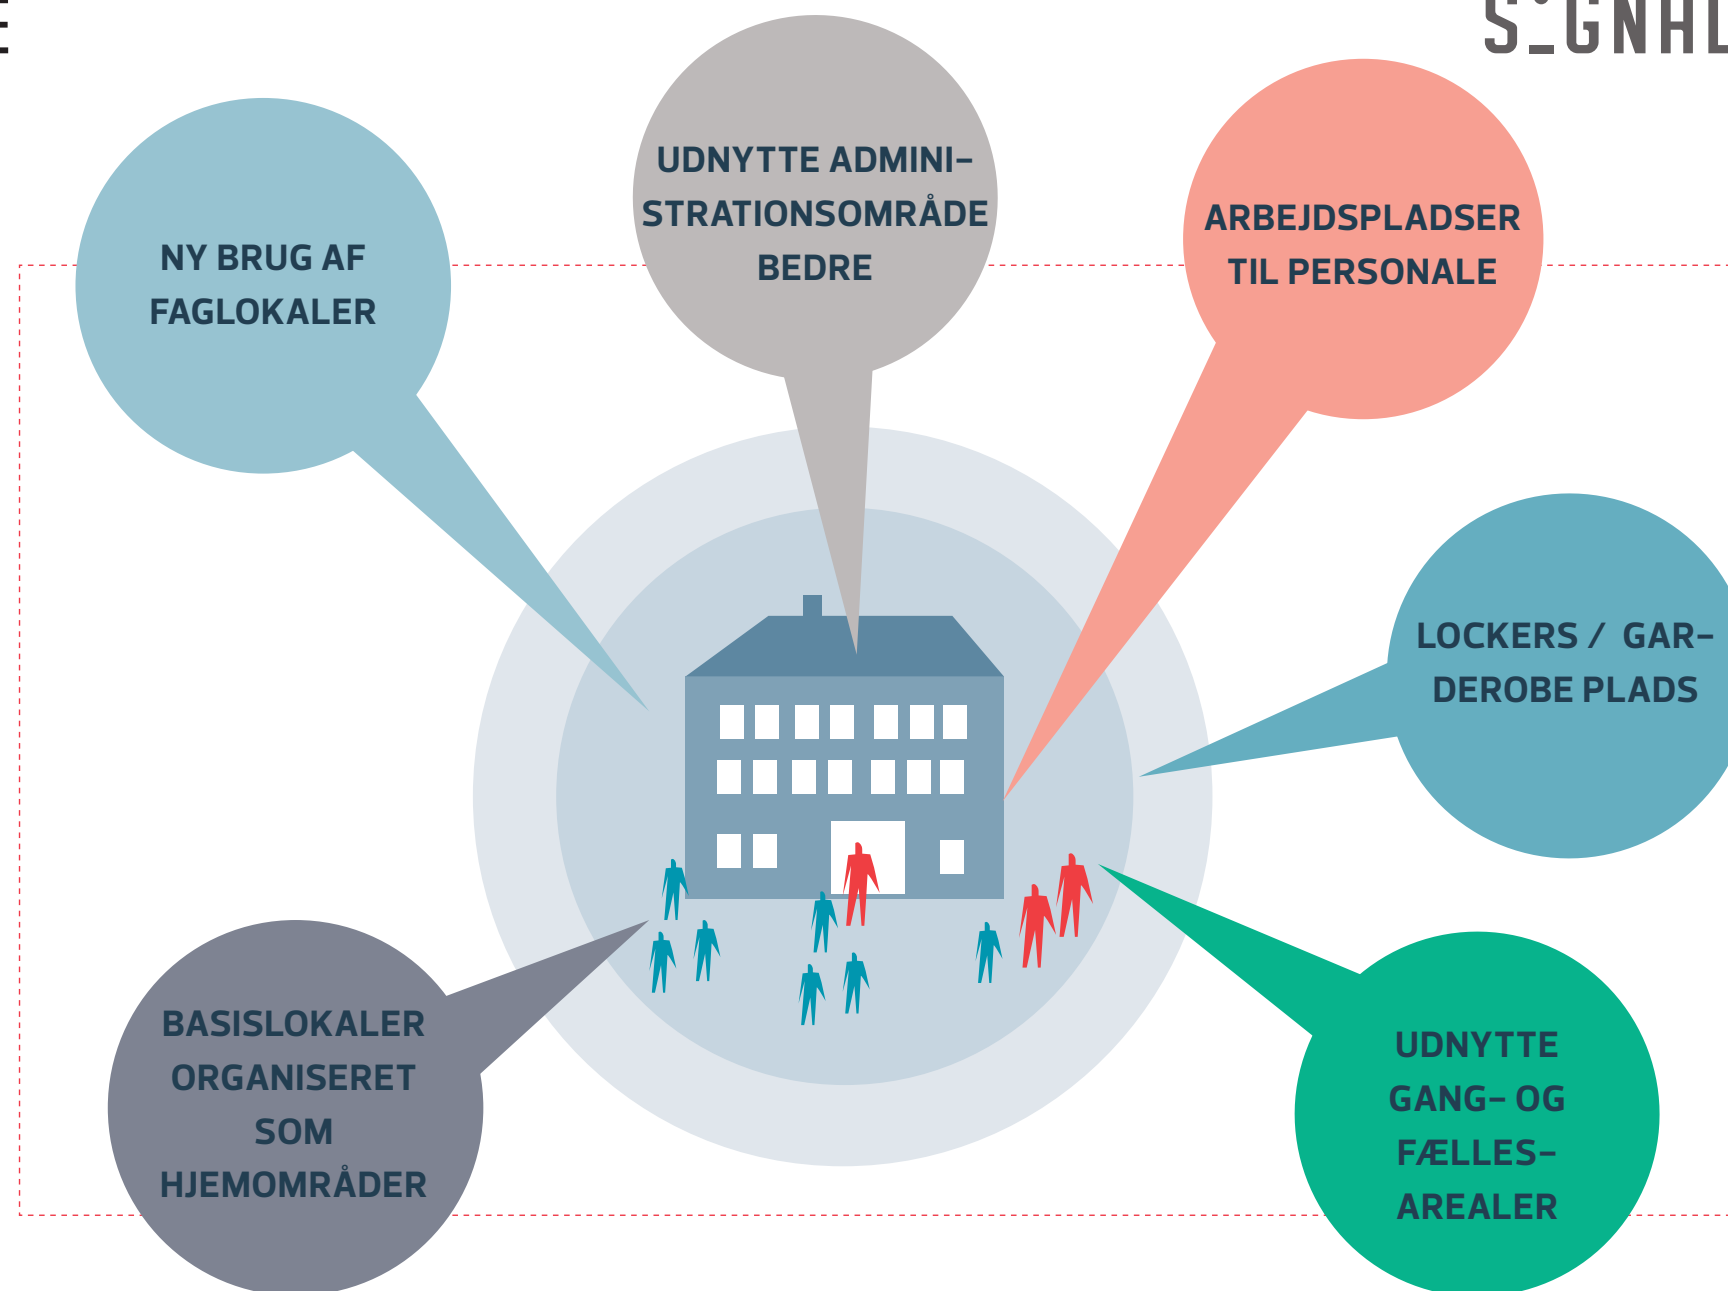 NY BRUG AF
FAGLOKALER
UDNYTTE ADMINI–
STRATIONSOMRÅDE
BEDRE
ARBEJDSPLADSER
TIL PERSONALE
LOCKERS / GAR–
DEROBE PLADS
BASISLOKALER
ORGANISERET
SOM
HJEMOMRÅDER
UDNYTTE
GANG– OG
FÆLLES–
AREALER